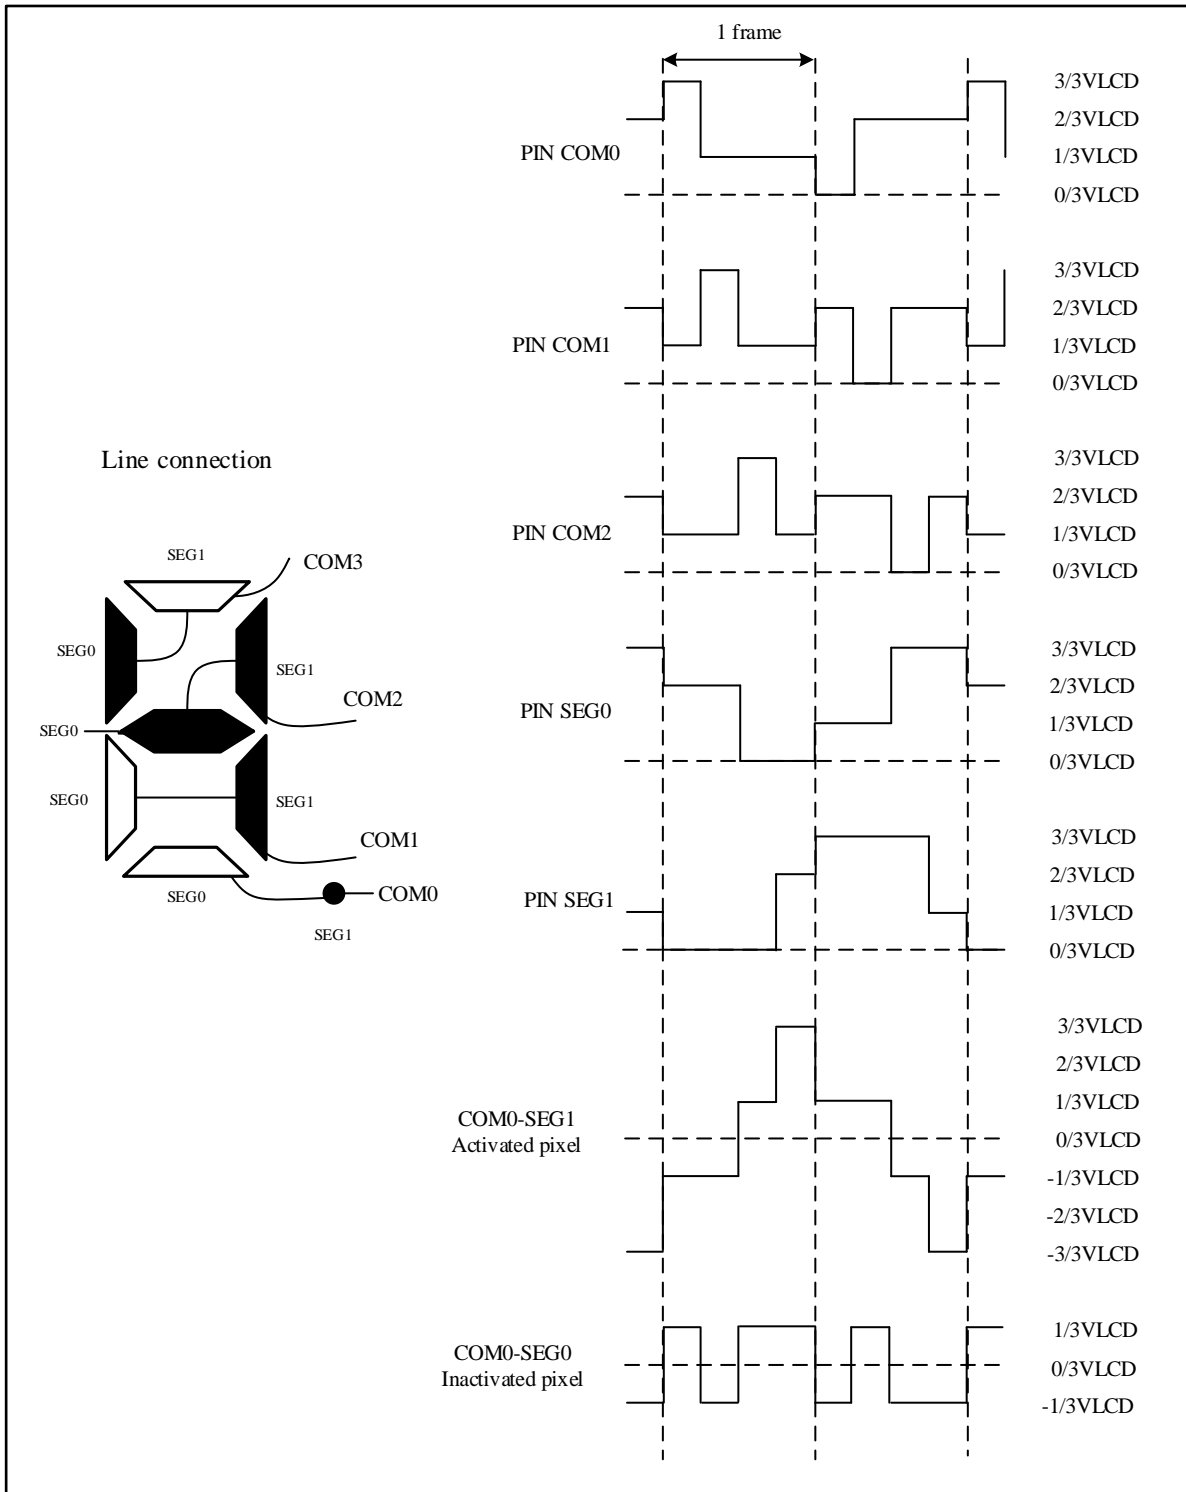 1 frame
PIN COM0
3/3VLCD
2/3VLCD
1/3VLCD
0/3VLCD
PIN COM1
3/3VLCD
2/3VLCD
1/3VLCD
0/3VLCD
Line connection
SEG1
COM3
SEG0
SEG1
COM2
SEG0
SEG0
SEG1
COM1
SEG0
COM0
SEG1
PIN COM2
3/3VLCD
2/3VLCD
1/3VLCD
0/3VLCD
PIN SEG0
3/3VLCD
2/3VLCD
1/3VLCD
0/3VLCD
PIN SEG1
3/3VLCD
2/3VLCD
1/3VLCD
0/3VLCD
COM0-SEG1
Activated pixel
3/3VLCD
2/3VLCD
1/3VLCD
0/3VLCD
-1/3VLCD
-2/3VLCD
-3/3VLCD
COM0-SEG0
Inactivated pixel
1/3VLCD
0/3VLCD
-1/3VLCD